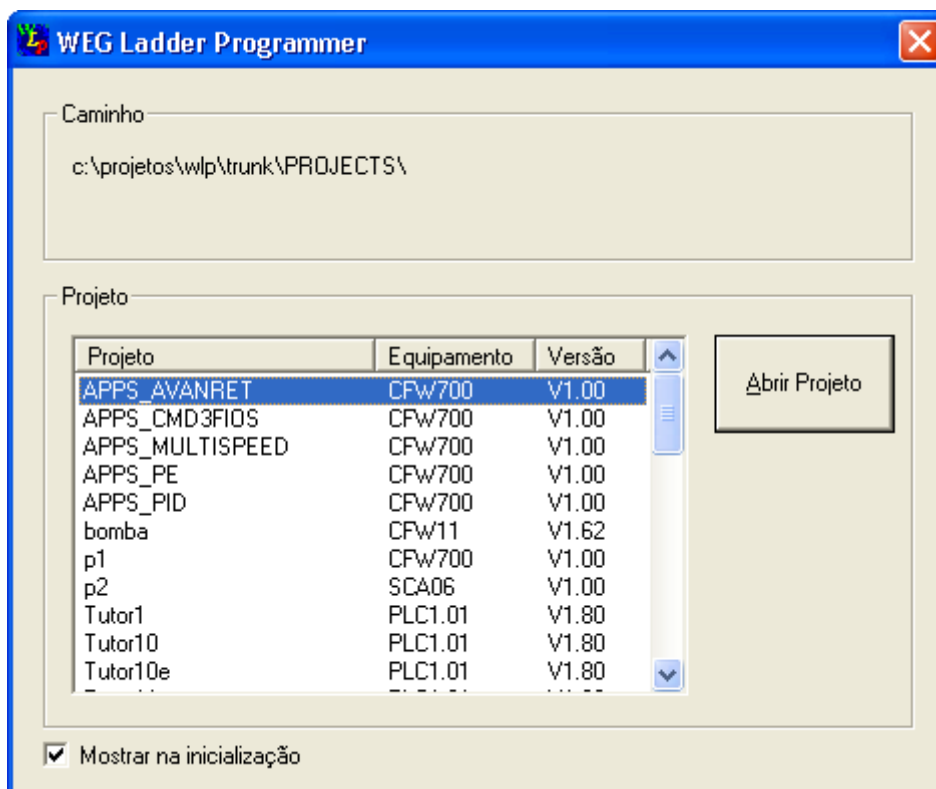 WEG Ladder Programmer
Caminho
c:\projetos\wlp\trunk\PROJECTS\
Projeto
Projeto Equipamento Versão
Abrir Projeto
APPS_AVANRET CFW700 V1.00
APPS_CMD3FIOS CFW700 V1.00
APPS_MULTISPEED CFW700 V1.00
APPS_PE CFW700 V1.00
APPS_PID CFW700 V1.00
bomba CFW11 V1.62
p1 CFW700 V1.00
p2 SCA06 V1.00
Tutor1 PLC1.01 V1.80
Tutor10 PLC1.01 V1.80
Tutor10e PLC1.01 V1.80
Mostrar na inicialização